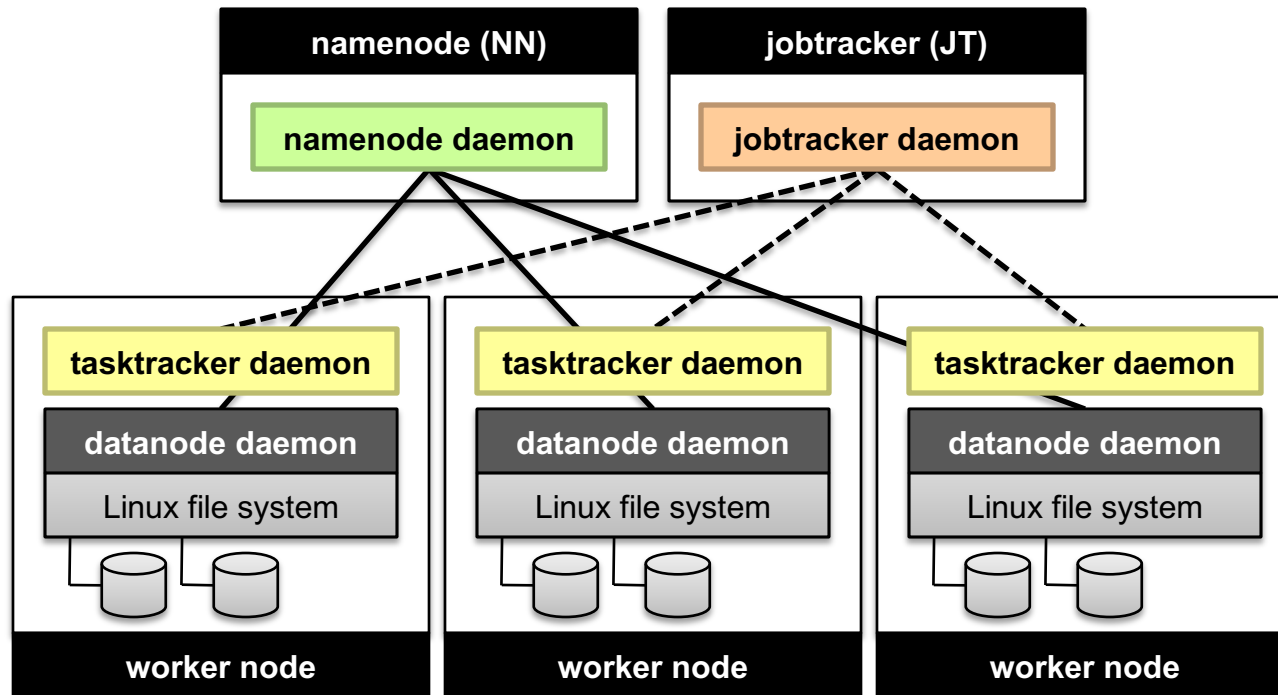 namenode (NN)
jobtracker (JT)
namenode daemon
jobtracker daemon
tasktracker daemon
tasktracker daemon
tasktracker daemon
datanode daemon
datanode daemon
datanode daemon
Linux file system
Linux file system
Linux file system
worker node
worker node
worker node